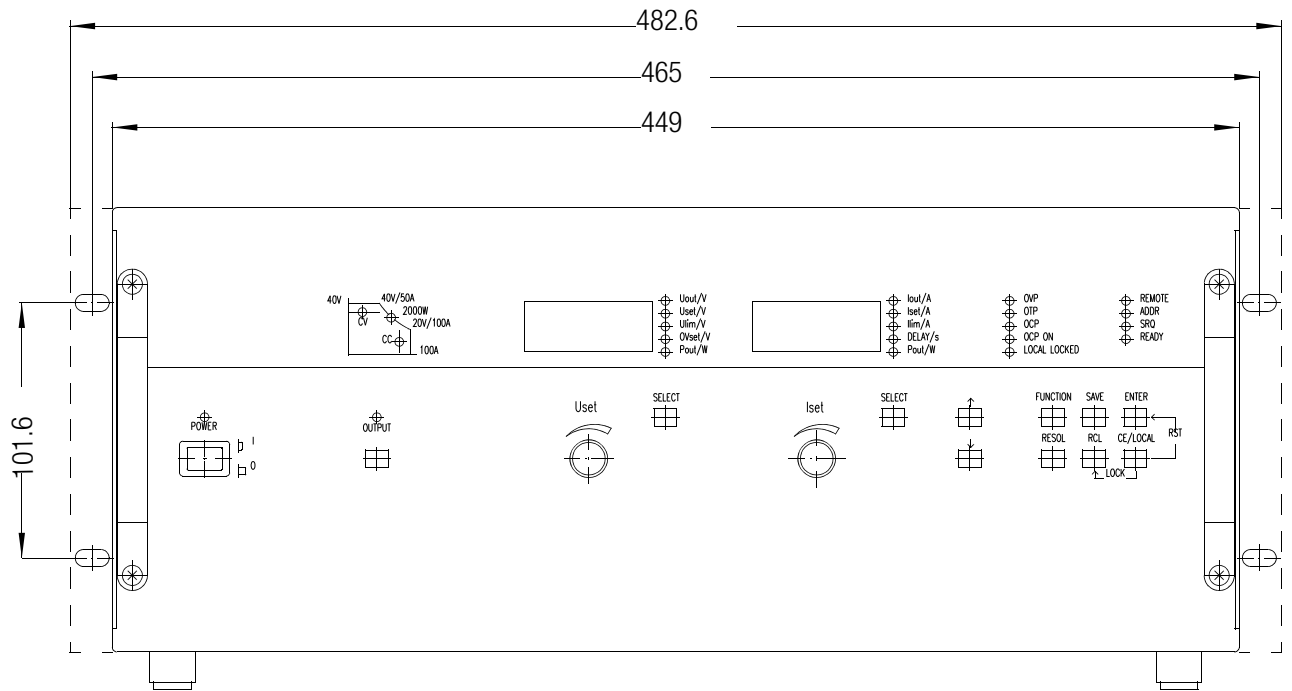 482.6
465
449
40V
40V/50A
2000W
20V/100A
CV
CC
100A
Uout/V
Uset/V
Ulim/V
OVset/V
Pout/W
Iout/A
Iset/A
Ilim/A
DELAY/s
Pout/W
OVP
OTP
OCP
OCP ON
LOCAL LOCKED
REMOTE
ADDR
SRQ
READY
101.6
POWER
I
O
OUTPUT
Uset
SELECT
Iset
SELECT
↑
↓
FUNCTION SAVE ENTER
RESOL RCL CE/LOCAL
RST
LOCK